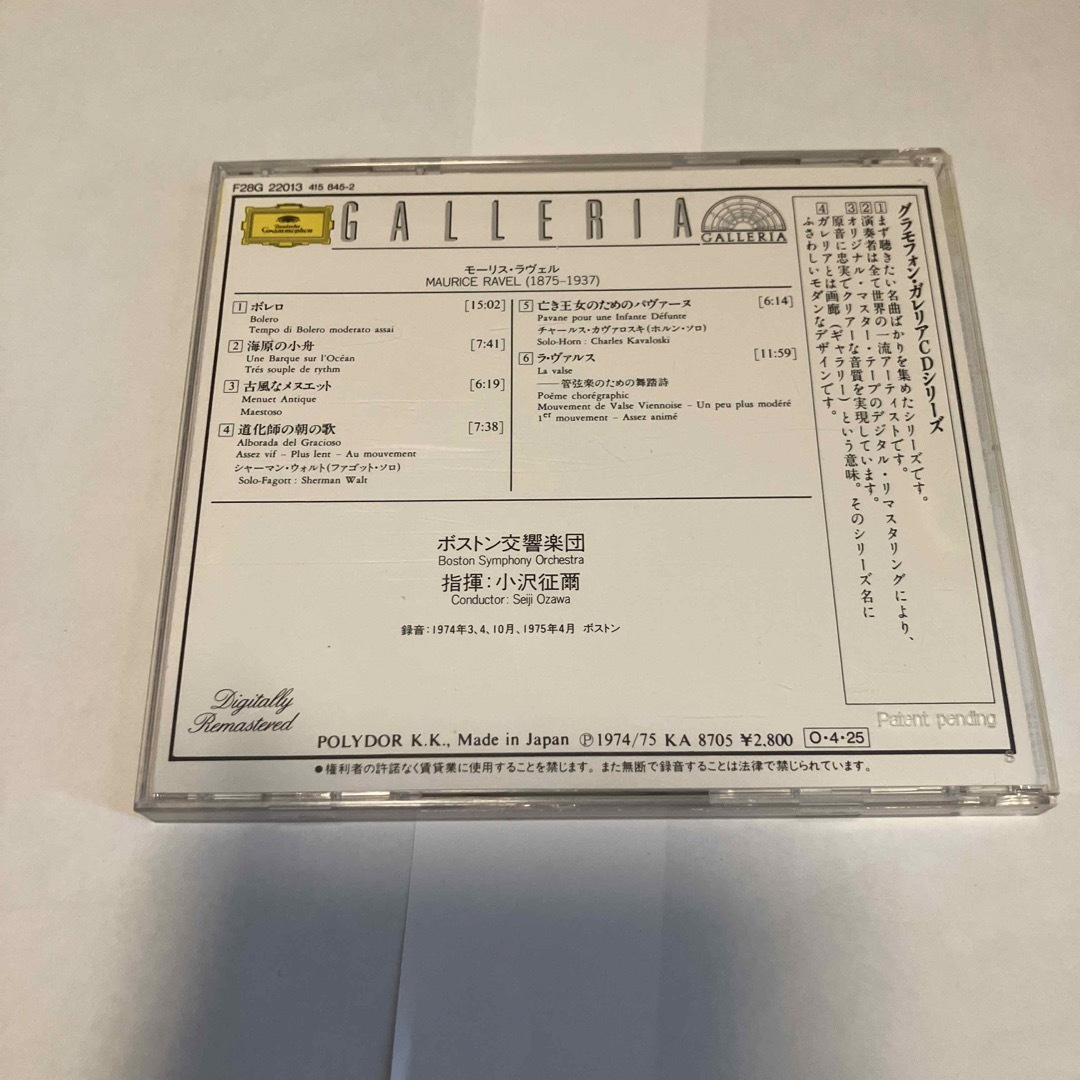 F28G 22013 415 845-2
Deutsche
Grammophon
GALLERIA
GALLERIA
モーリス・ラヴェル
MAURICE RAVEL (1875-1937)
1 ボレロ [15:02]
Bolero
Tempo di Bolero moderato assai
2 海原の小舟 [7:41]
Une Barque sur l'Océan
Trés souple de rythm
3 古風なメヌエット [6:19]
Menuet Antique
Maestoso
4 道化師の朝の歌 [7:38]
Alborada del Gracioso
Assez vif – Plus lent – Au mouvement
シャーマン・ウォルト(ファゴット・ソロ)
Solo-Fagott : Sherman Walt
5 亡き王女のためのパヴァーヌ [6:14]
Pavane pour une Infante Défunte
チャールス・カヴァロスキ(ホルン・ソロ)
Solo-Horn : Charles Kavaloski
6 ラ・ヴァルス [11:59]
La valse
——管弦楽のための舞踏詩
Poëme chorégraphic
Mouvement de Valse Viennoise – Un peu plus modéré
1er mouvement – Assez animé
ボストン交響楽団
Boston Symphony Orchestra
指揮:小沢征爾
Conductor: Seiji Ozawa
録音:1974年3、4、10月、1975年4月 ボストン
グラモフォン・ガレリアCDシリーズ
1 まず聴きたい名曲ばかりを集めたシリーズです。
2 演奏者は全て世界の一流アーティストです。
3 オリジナル・マスター・テープのデジタル・リマスタリングにより、
原音に忠実でクリアーな音質を実現しています。
4 ガレリアとは画廊(ギャラリー)という意味。そのシリーズ名に
ふさわしいモダンなデザインです。
Digitally
Remastered
Patent pending
POLYDOR K.K., Made in Japan ℗1974/75 KA 8705 ¥2,800 O・4・25
●権利者の許諾なく賃貸業に使用することを禁じます。また無断で録音することは法律で禁じられています。